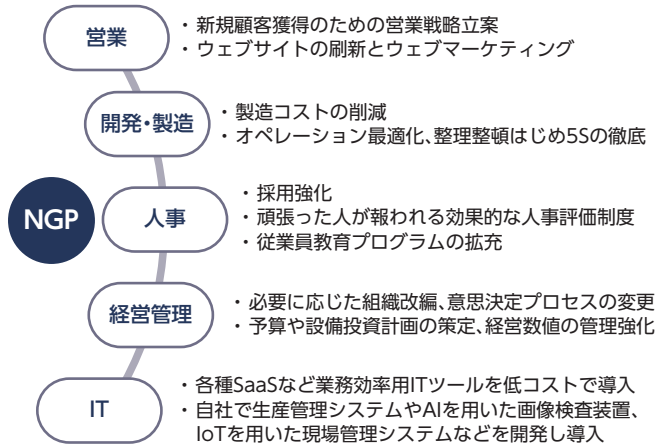 営業
・新規顧客獲得のための営業戦略立案
・ウェブサイトの刷新とウェブマーケティング
開発・製造
・製造コストの削減
・オペレーション最適化、整理整頓はじめ5Sの徹底
NGP
人事
・採用強化
・頑張った人が報われる効果的な人事評価制度
・従業員教育プログラムの拡充
経営管理
・必要に応じた組織改編、意思決定プロセスの変更
・予算や設備投資計画の策定、経営数値の管理強化
IT
・各種SaaSなど業務効率用ITツールを低コストで導入
・自社で生産管理システムやAIを用いた画像検査装置、
IoTを用いた現場管理システムなどを開発し導入